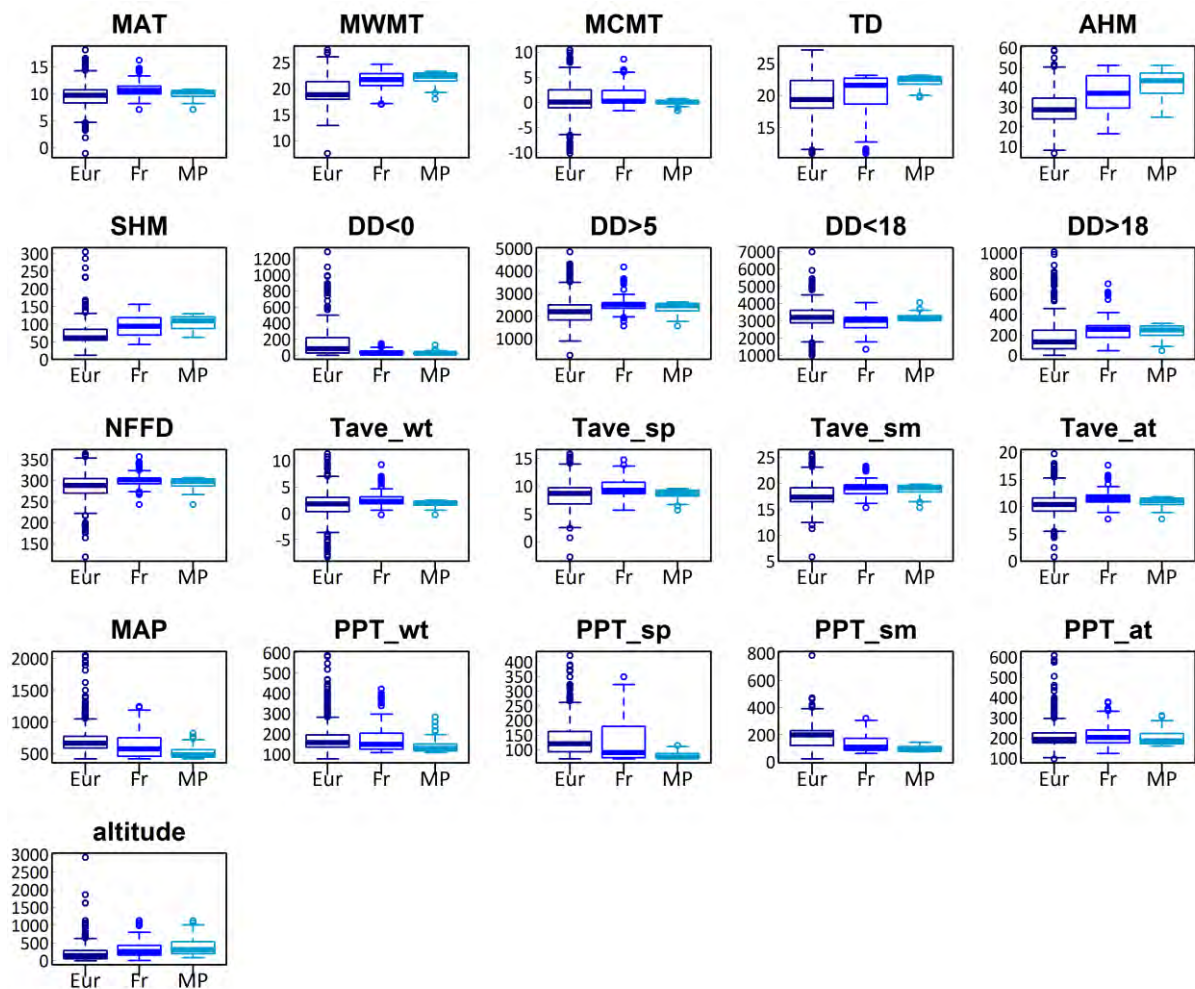 MAT MWMT MCMT TD AHM
15 10 5 0 Eur Fr MP
25 20 15 10 Eur Fr MP
10 5 0 -5 -10 Eur Fr MP
25 20 15 Eur Fr MP
60 50 40 30 20 10 Eur Fr MP
SHM DD<0 DD>5 DD<18 DD>18
300 250 200 150 100 50 0 Eur Fr MP
1200 1000 800 600 400 200 0 Eur Fr MP
5000 4000 3000 2000 1000 Eur Fr MP
7000 6000 5000 4000 3000 2000 1000 Eur Fr MP
1000 800 600 400 200 0 Eur Fr MP
NFFD Tave_wt Tave_sp Tave_sm Tave_at
350 300 250 200 150 Eur Fr MP
10 5 0 -5 Eur Fr MP
15 10 5 0 Eur Fr MP
25 20 15 10 5 Eur Fr MP
20 15 10 5 0 Eur Fr MP
MAP PPT_wt PPT_sp PPT_sm PPT_at
2000 1500 1000 500 Eur Fr MP
600 500 400 300 200 100 Eur Fr MP
400 350 300 250 200 150 100 Eur Fr MP
800 600 400 200 0 Eur Fr MP
600 500 400 300 200 100 Eur Fr MP
altitude
3000 2500 2000 1500 1000 500 0 Eur Fr MP